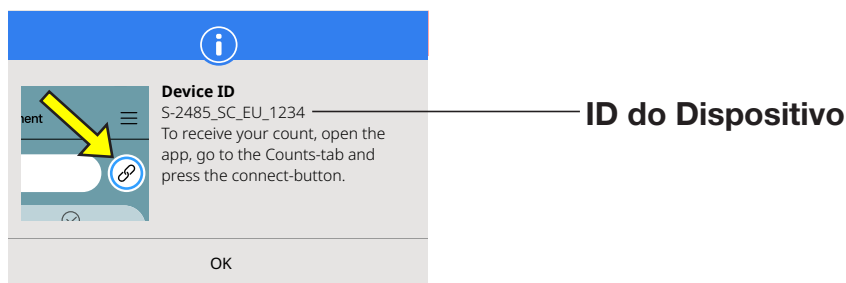 Device ID
S-2485_SC_EU_1234
To receive your count, open the
app, go to the Counts-tab and
press the connect-button.
OK
ID do Dispositivo